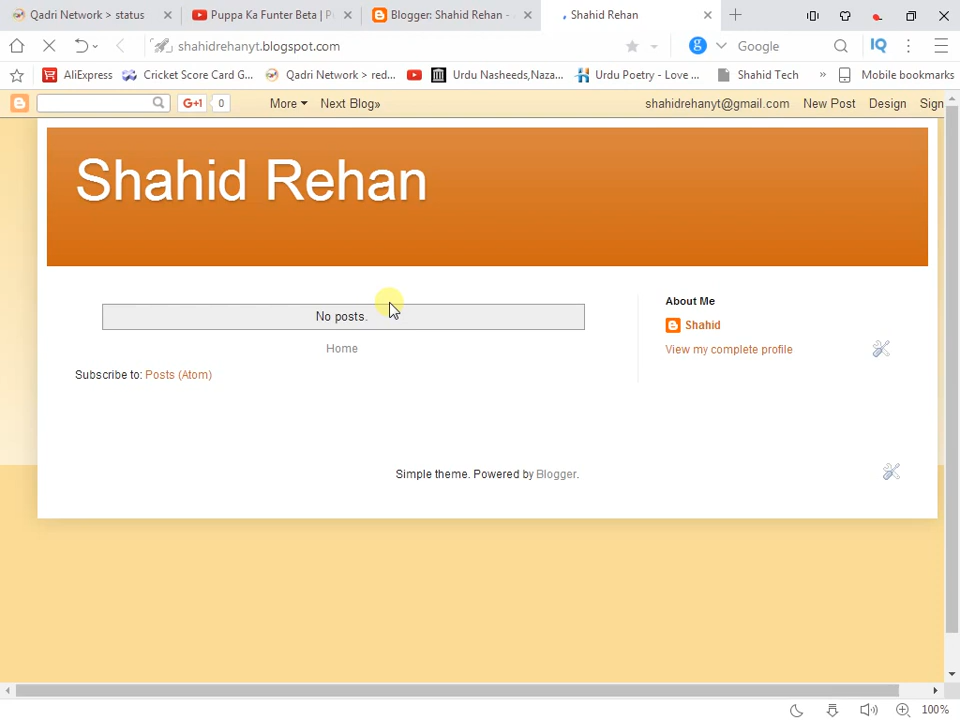 Qadri Network > status
Puppa Ka Funter Beta | P
Blogger: Shahid Rehan -
Shahid Rehan
shahidrehanyt.blogspot.com
g
Google
IQ
AliExpress
Cricket Score Card G...
Qadri Network > red...
Urdu Nasheeds,Naza...
Urdu Poetry - Love ...
Shahid Tech
»
Mobile bookmarks
G+1 0
More
Next Blog»
shahidrehanyt@gmail.com
New Post
Design
Sign
Shahid Rehan
No posts.
Home
Subscribe to: Posts (Atom)
About Me
Shahid
View my complete profile
Simple theme. Powered by Blogger.
100%